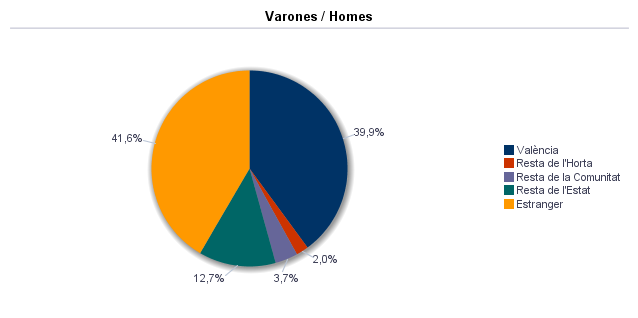 Varones / Homes
41,6%
39,9%
2,0%
3,7%
12,7%
València
Resta de l'Horta
Resta de la Comunitat
Resta de l'Estat
Estranger